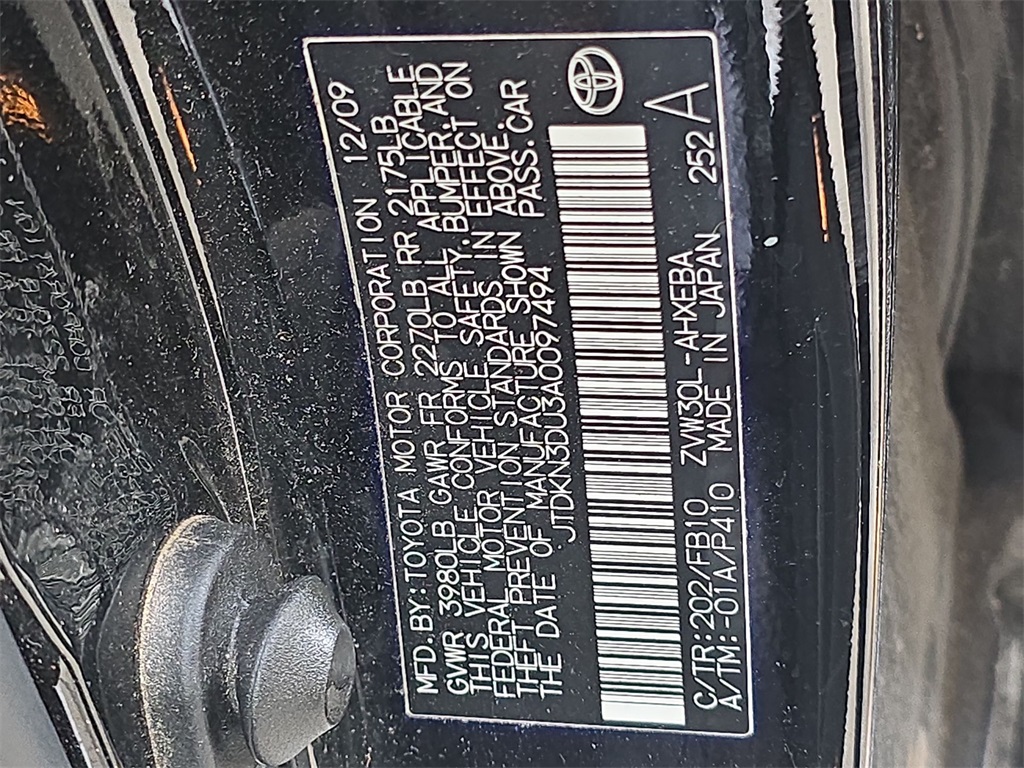 MFD.BY:TOYOTA MOTOR CORPORATION 12/09
GVWR 3980LB GAWR FR 2270LB RR 2175LB
THIS VEHICLE CONFORMS TO ALL APPLICABLE
FEDERAL MOTOR VEHICLE SAFETY,BUMPER,AND
THEFT PREVENTION STANDARDS IN EFFECT ON
THE DATE OF MANUFACTURE SHOWN ABOVE.
JTDKN3DU3A0097494 PASS.CAR
C/TR:202/FB10 ZVW30L-AHXEBA 252 A
A/TM:-01A/P410 MADE IN JAPAN